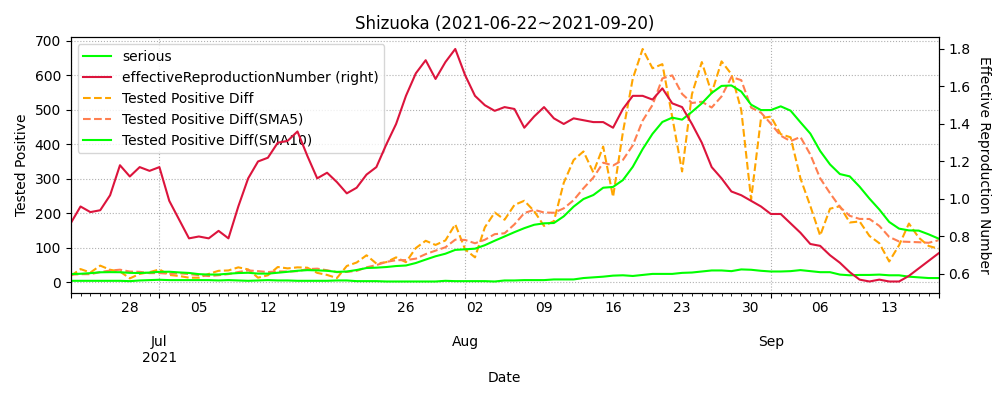 Shizuoka (2021-06-22~2021-09-20)
serious
effectiveReproductionNumber (right)
Tested Positive Diff
Tested Positive Diff(SMA5)
Tested Positive Diff(SMA10)
Tested Positive
700
600
500
400
300
200
100
0
1.8
1.6
1.4
1.2
1.0
0.8
0.6
Effective Reproduction Number
28 05 12 19 26 02 09 16 23 30 06 13
Jul Aug Sep
2021
Date